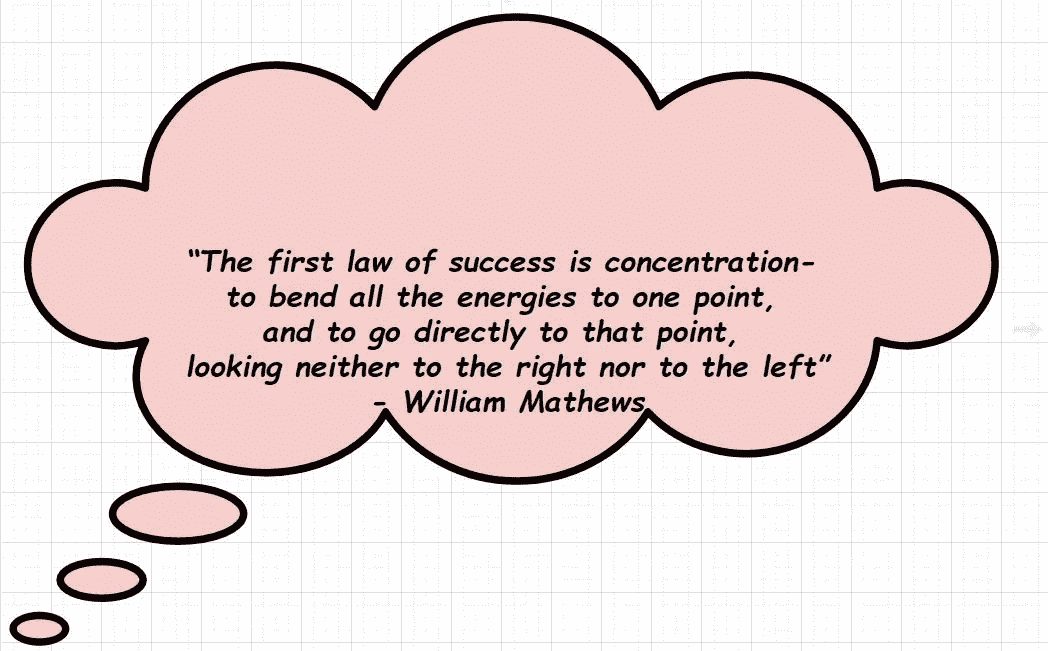 “The first law of success is concentration-
to bend all the energies to one point,
and to go directly to that point,
looking neither to the right nor to the left”
- William Mathews